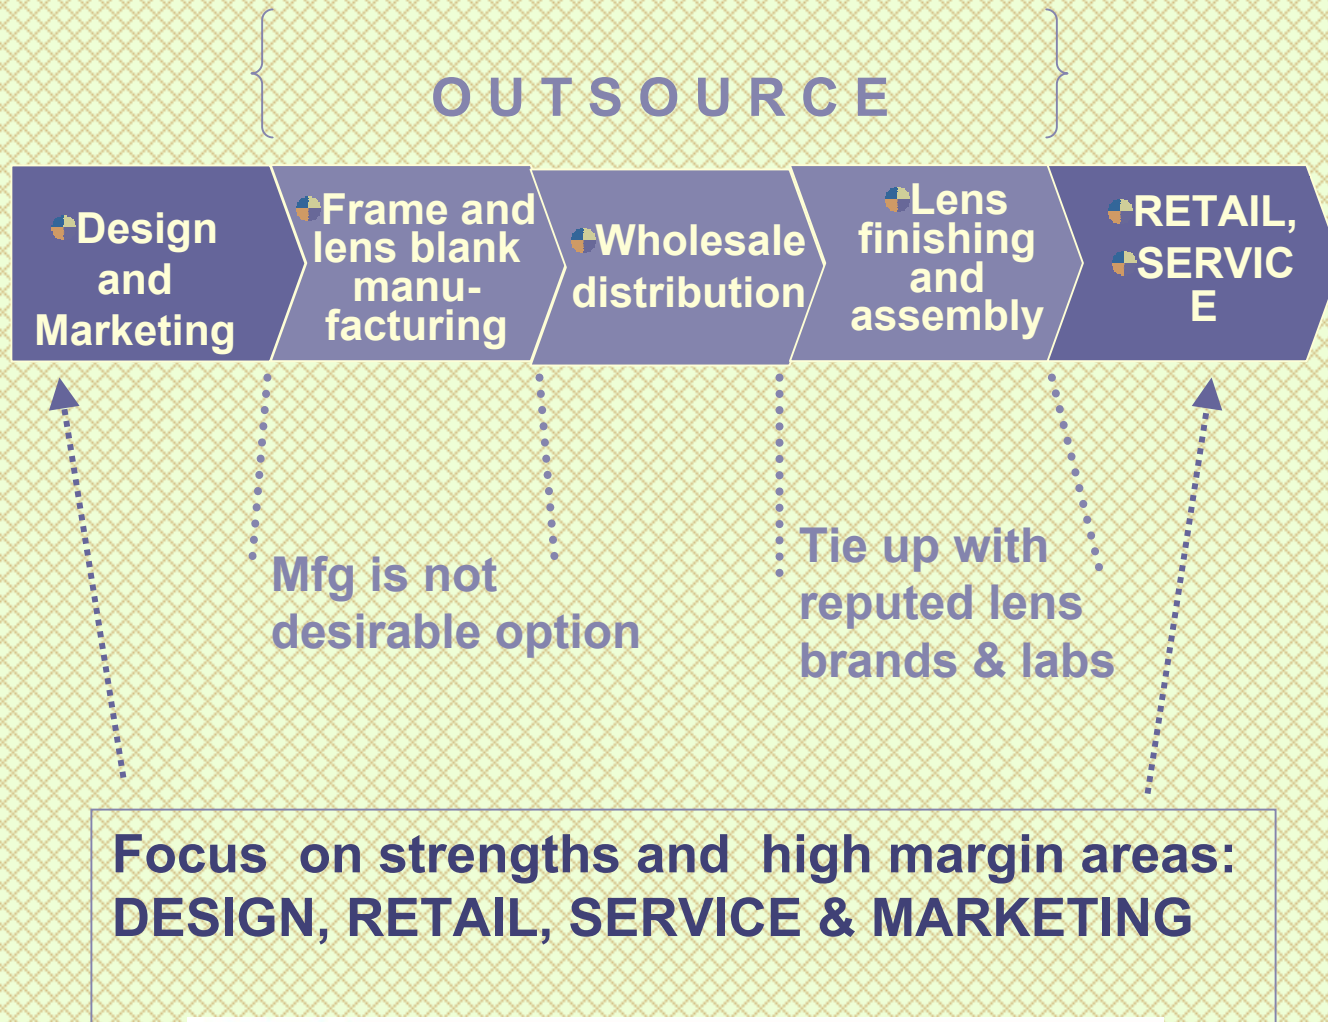 OUTSOURCE
Design
and
Marketing
Frame and
lens blank
manu-
facturing
Wholesale
distribution
Lens
finishing
and
assembly
RETAIL,
SERVIC
E
Mfg is not
desirable option
Tie up with
reputed lens
brands & labs
Focus on strengths and high margin areas:
DESIGN, RETAIL, SERVICE & MARKETING